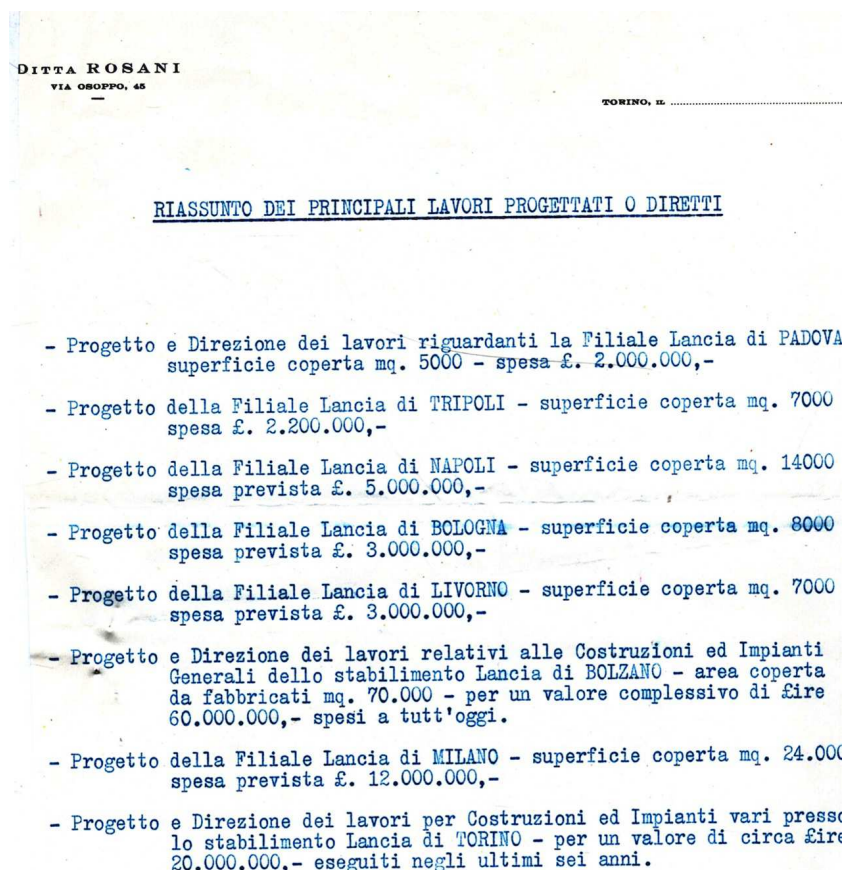 DITTA ROSANI
VIA OSOPPO, 45
TORINO, IL
RIASSUNTO DEI PRINCIPALI LAVORI PROGETTATI O DIRETTI
- Progetto e Direzione dei lavori riguardanti la Filiale Lancia di PADOVA
superficie coperta mq. 5000 - spesa £. 2.000.000,-
- Progetto della Filiale Lancia di TRIPOLI - superficie coperta mq. 7000
spesa £. 2.200.000,-
- Progetto della Filiale Lancia di NAPOLI - superficie coperta mq. 14000
spesa prevista £. 5.000.000,-
- Progetto della Filiale Lancia di BOLOGNA - superficie coperta mq. 8000
spesa prevista £. 3.000.000,-
- Progetto della Filiale Lancia di LIVORNO - superficie coperta mq. 7000
spesa prevista £. 3.000.000,-
- Progetto e Direzione dei lavori relativi alle Costruzioni ed Impianti
Generali dello stabilimento Lancia di BOLZANO - area coperta
da fabbricati mq. 70.000 - per un valore complessivo di £ire
60.000.000,- spesi a tutt'oggi.
- Progetto della Filiale Lancia di MILANO - superficie coperta mq. 24.000
spesa prevista £. 12.000.000,-
- Progetto e Direzione dei lavori per Costruzioni ed Impianti vari presso
lo stabilimento Lancia di TORINO - per un valore di circa £ire
20.000.000,- eseguiti negli ultimi sei anni.